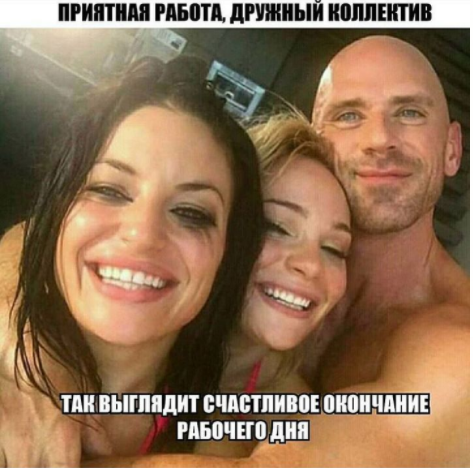 ПРИЯТНАЯ РАБОТА, ДРУЖНЫЙ КОЛЛЕКТИВ
ТАК ВЫГЛЯДИТ СЧАСТЛИВОЕ ОКОНЧАНИЕ
РАБОЧЕГО ДНЯ